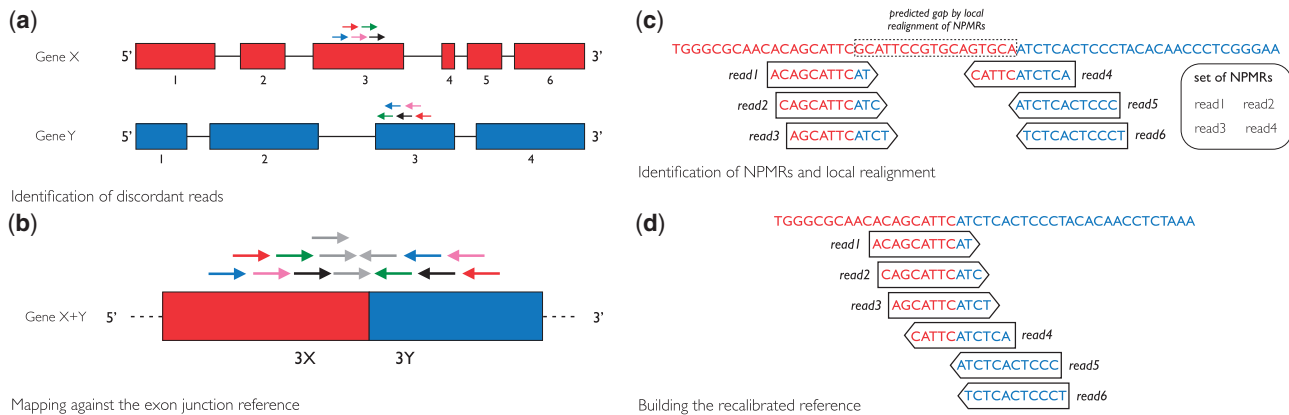 (a)
Gene X
5’
3’
1 2 3 4 5 6
Gene Y
5’
3’
1 2 3 4
Identification of discordant reads
(b)
Gene X+Y
5’
3’
3X 3Y
Mapping against the exon junction reference
(c)
predicted gap by local
realignment of NPMRs
TGGGCGCAACACAGCATTCGCATTCCGTGCAGTGCAATCTCACTCCCTACACAACCCTCGGGAA
read1 ACAGCATTCAT CATTCATCTCA read4
read2 CAGCATTCATC ATCTCACTCCC read5
read3 AGCATTCATCT TCTCACTCCCT read6
set of NPMRs
read1 read2
read3 read4
Identification of NPMRs and local realignment
(d)
TGGGCGCAACACAGCATTCATCTCACTCCCTACACAACCTCTAAA
read1 ACAGCATTCAT
read2 CAGCATTCATC
read3 AGCATTCATCT
CATTCATCTCA read4
ATCTCACTCCC read5
TCTCACTCCCT read6
Building the recalibrated reference